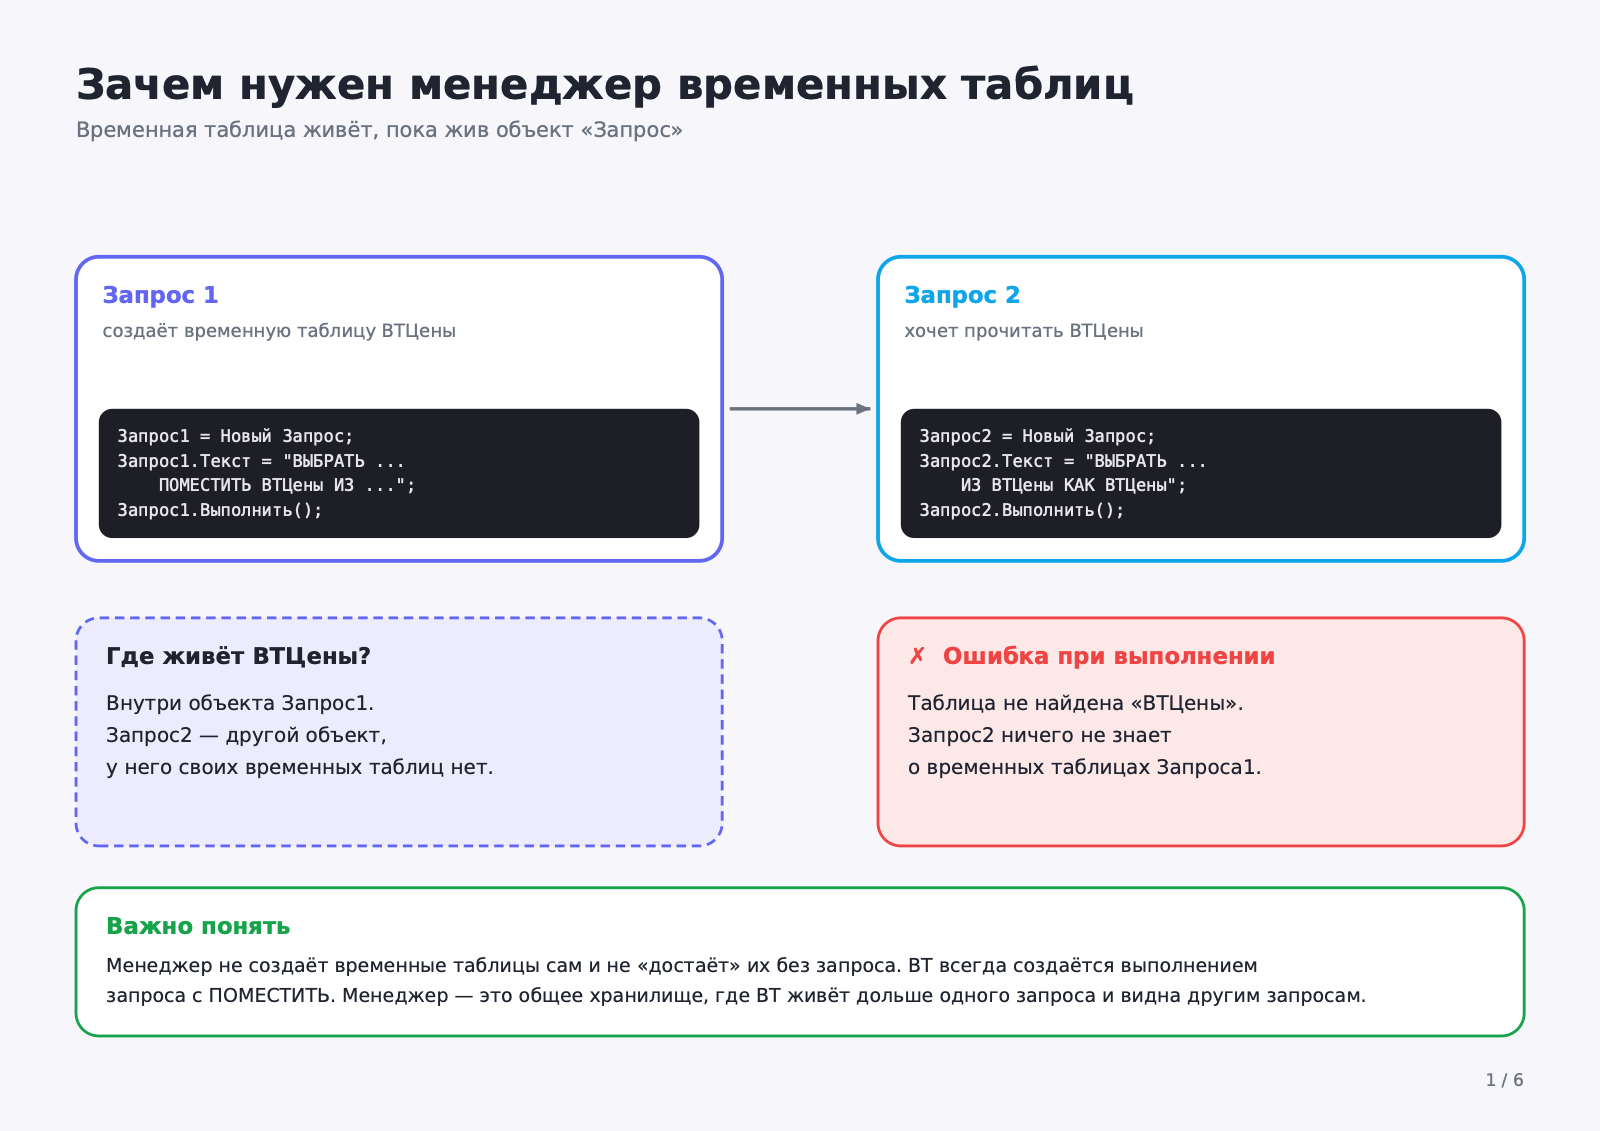 Зачем нужен менеджер временных таблиц
Временная таблица живёт, пока жив объект «Запрос»
Запрос 1
создаёт временную таблицу ВТЦены
Запрос1 = Новый Запрос;
Запрос1.Текст = "ВЫБРАТЬ ...
    ПОМЕСТИТЬ ВТЦены ИЗ ...";
Запрос1.Выполнить();
Запрос 2
хочет прочитать ВТЦены
Запрос2 = Новый Запрос;
Запрос2.Текст = "ВЫБРАТЬ ...
    ИЗ ВТЦены КАК ВТЦены";
Запрос2.Выполнить();
Где живёт ВТЦены?
Внутри объекта Запрос1.
Запрос2 — другой объект,
у него своих временных таблиц нет.
✗ Ошибка при выполнении
Таблица не найдена «ВТЦены».
Запрос2 ничего не знает
о временных таблицах Запроса1.
Важно понять
Менеджер не создаёт временные таблицы сам и не «достаёт» их без запроса. ВТ всегда создаётся выполнением
запроса с ПОМЕСТИТЬ. Менеджер — это общее хранилище, где ВТ живёт дольше одного запроса и видна другим запросам.
1 / 6